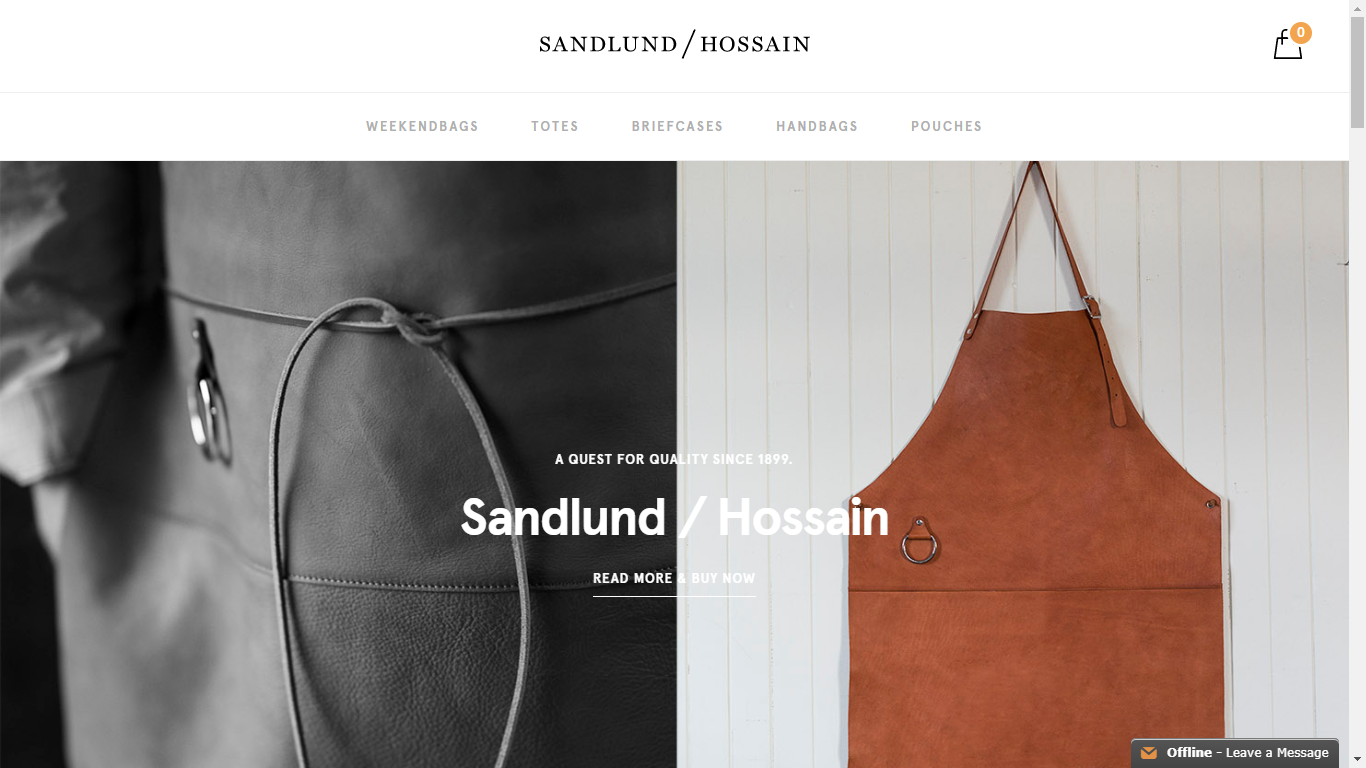 SANDLUND/HOSSAIN
0
WEEKENDBAGS TOTES BRIEFCASES HANDBAGS POUCHES
A QUEST FOR QUALITY SINCE 1899.
Sandlund / Hossain
READ MORE & BUY NOW
Offline - Leave a Message